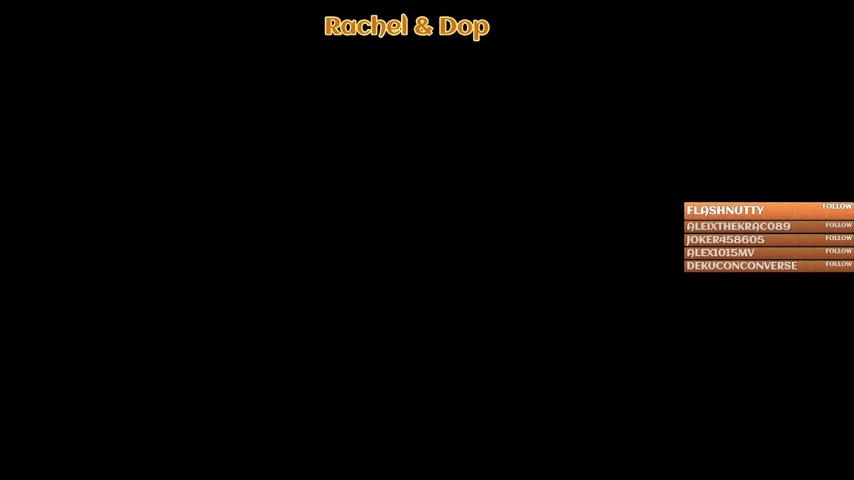 Rachel & Dop
FLASHNUTTY FOLLOW
ALEIXTHEKRAC089 FOLLOW
JOKER458605 FOLLOW
ALEX1015MV FOLLOW
DEKUCONCONVERSE FOLLOW